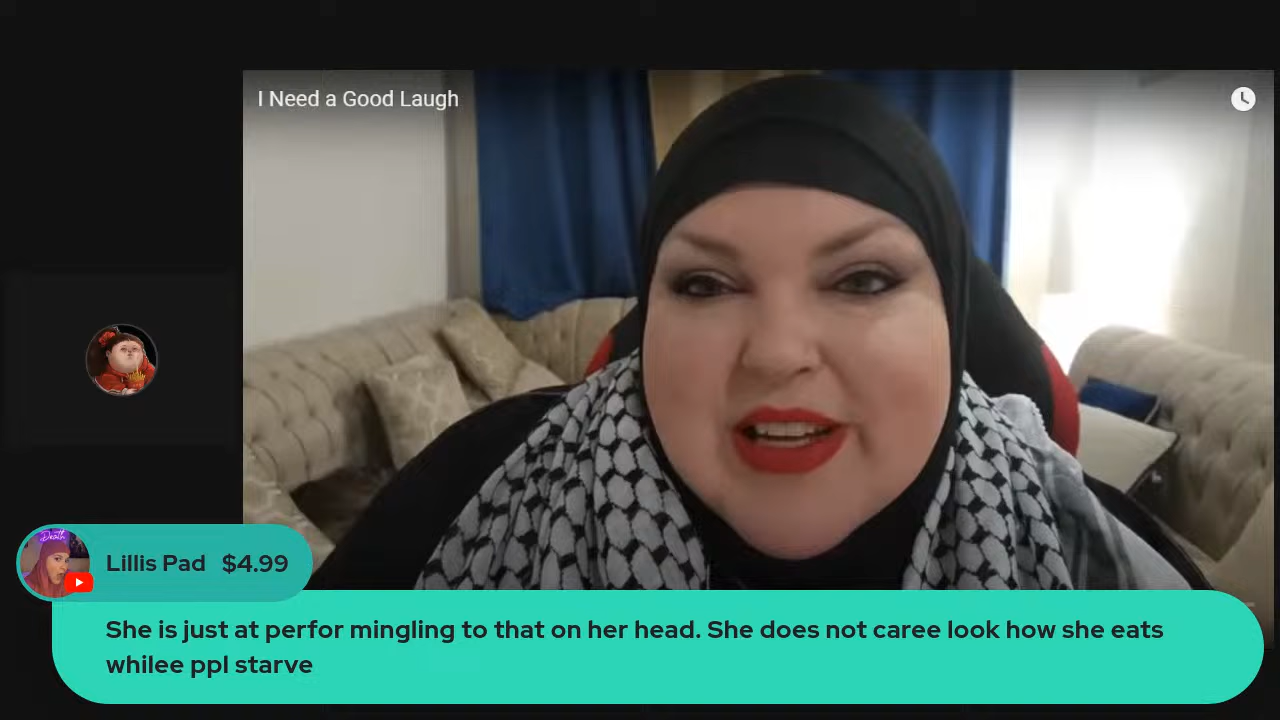 I Need a Good Laugh
Death
Lillis Pad $4.99
She is just at perfor mingling to that on her head. She does not caree look how she eats
whilee ppl starve